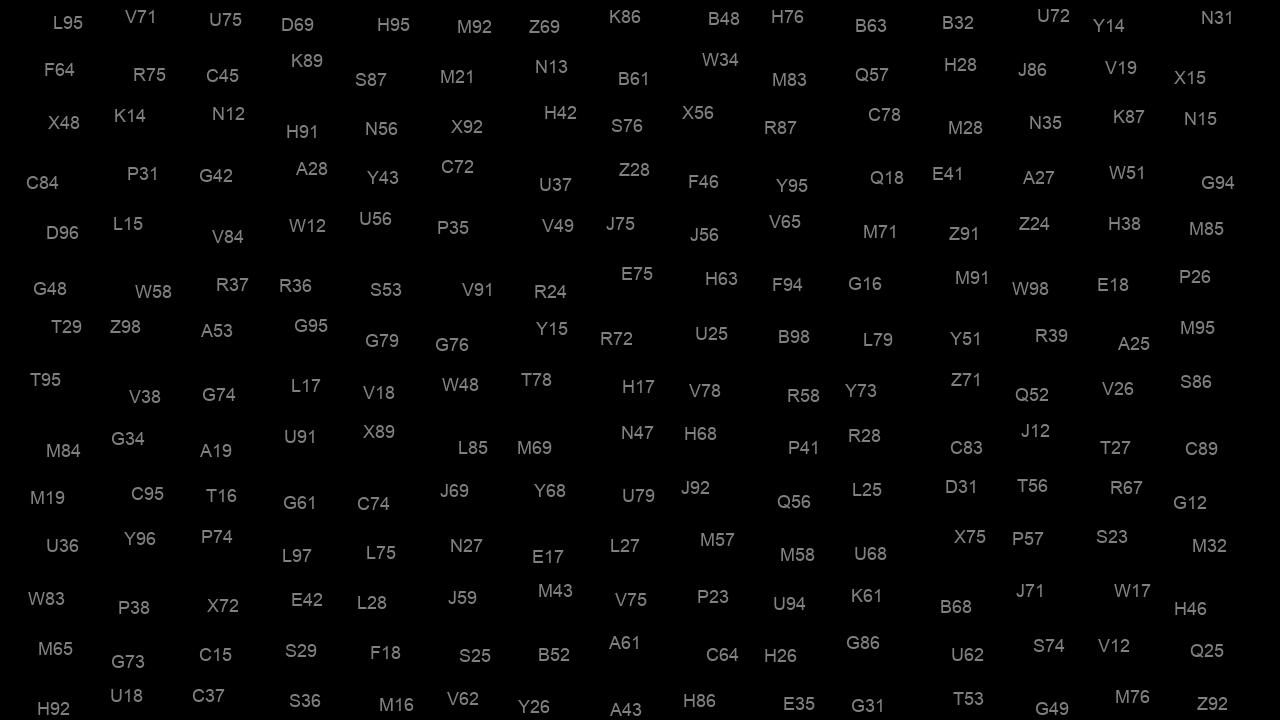 L95 V71 U75 D69 H95 M92 Z69 K86 B48 H76 B63 B32 U72 Y14 N31
F64 R75 C45 K89 S87 M21 N13 B61 W34 M83 Q57 H28 J86 V19 X15
X48 K14 N12 H91 N56 X92 H42 S76 X56 R87 C78 M28 N35 K87 N15
C84 P31 G42 A28 Y43 C72 U37 Z28 F46 Y95 Q18 E41 A27 W51 G94
D96 L15 V84 W12 U56 P35 V49 J75 J56 V65 M71 Z91 Z24 H38 M85
G48 W58 R37 R36 S53 V91 R24 E75 H63 F94 G16 M91 W98 E18 P26
T29 Z98 A53 G95 G79 G76 Y15 R72 U25 B98 L79 Y51 R39 A25 M95
T95 V38 G74 L17 V18 W48 T78 H17 V78 R58 Y73 Z71 Q52 V26 S86
M84 G34 A19 U91 X89 L85 M69 N47 H68 P41 R28 C83 J12 T27 C89
M19 C95 T16 G61 C74 J69 Y68 U79 J92 Q56 L25 D31 T56 R67 G12
U36 Y96 P74 L97 L75 N27 E17 L27 M57 M58 U68 X75 P57 S23 M32
W83 P38 X72 E42 L28 J59 M43 V75 P23 U94 K61 B68 J71 W17 H46
M65 G73 C15 S29 F18 S25 B52 A61 C64 H26 G86 U62 S74 V12 Q25
H92 U18 C37 S36 M16 V62 Y26 A43 H86 E35 G31 T53 G49 M76 Z92